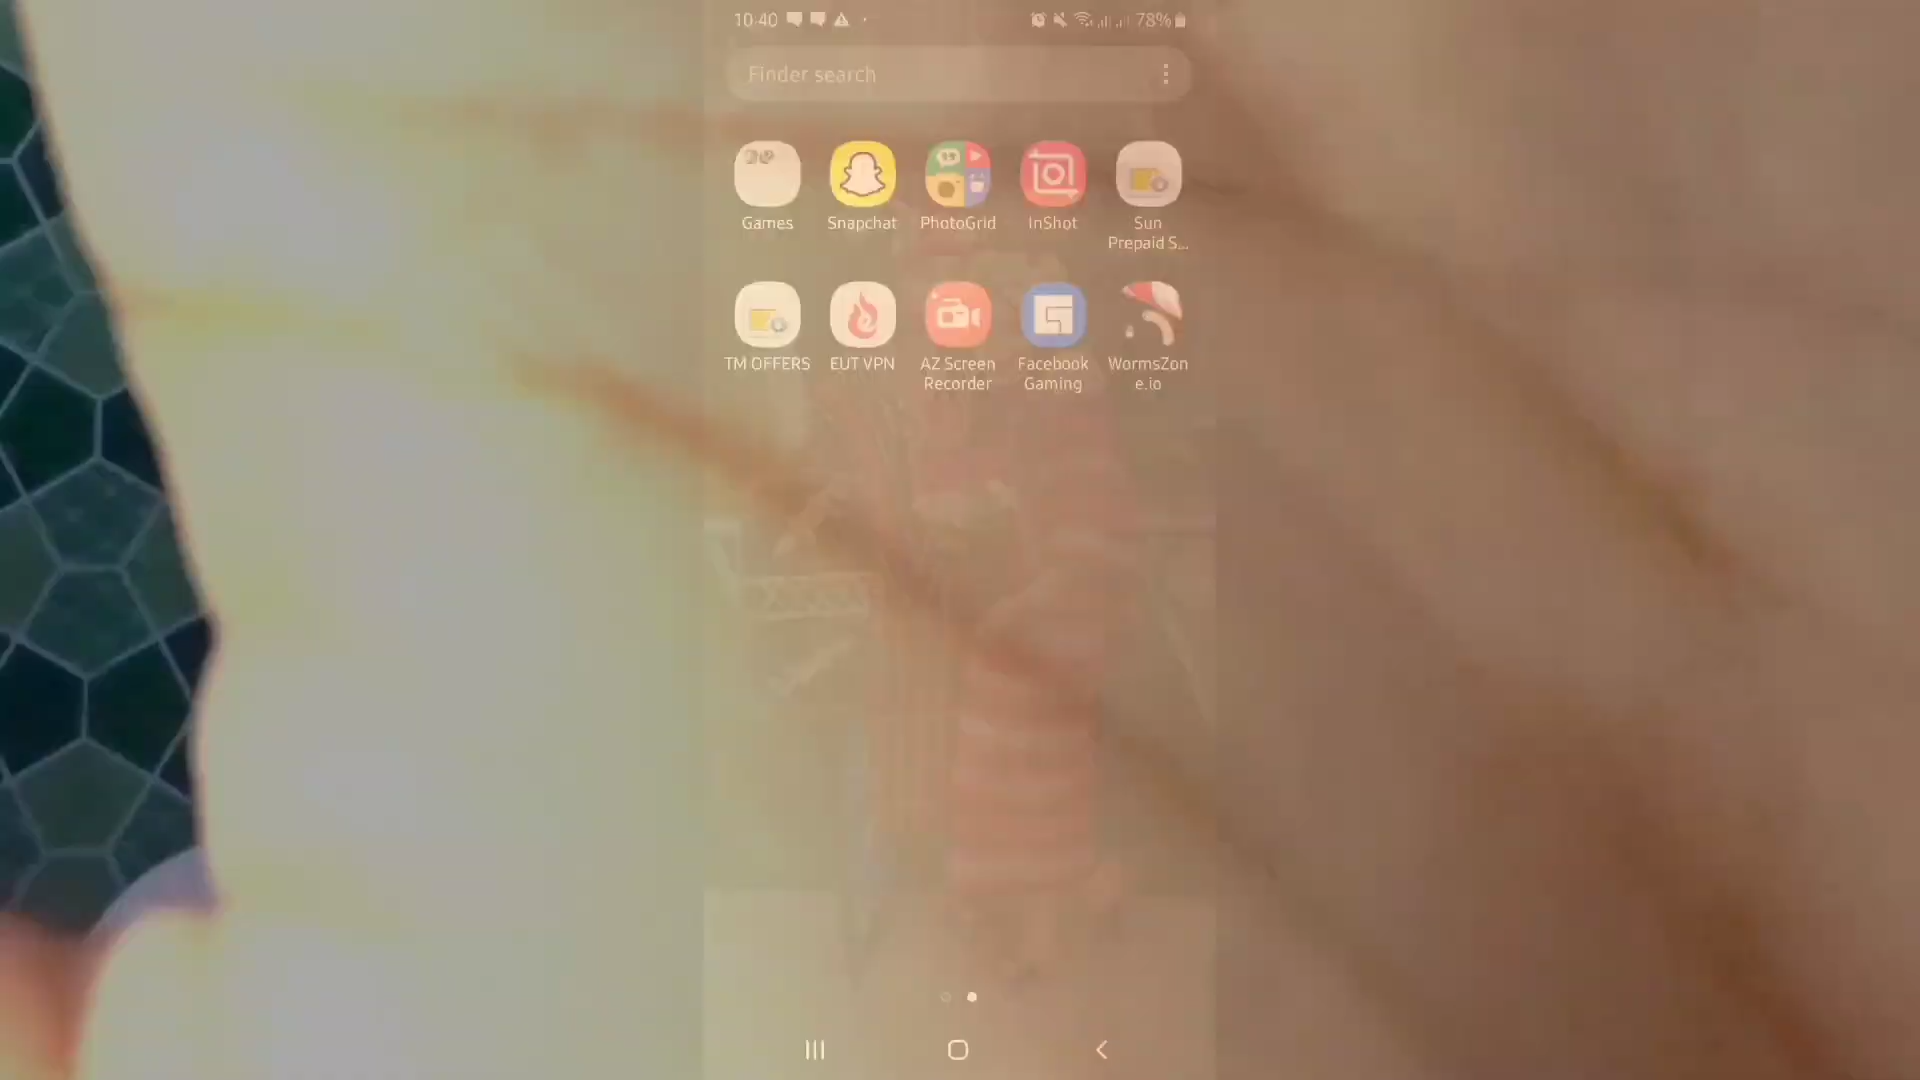 10:40
78%
Finder search
Games
Snapchat
PhotoGrid
InShot
Sun
Prepaid S...
TM OFFERS
EUT VPN
AZ Screen
Recorder
Facebook
Gaming
WormsZon
e.io